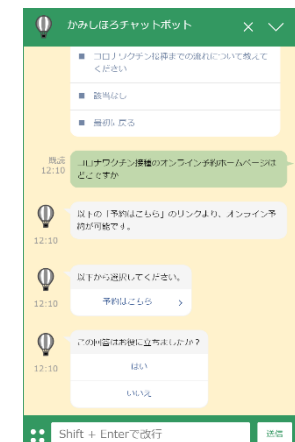 かみしほろチャットボット
コロナワクチン接種までの流れについて教えて
ください
該当なし
最初に戻る
既読
12:10
コロナワクチン接種のオンライン予約ホームページは
どこですか
以下の「予約はこちら」のリンクより、オンライン予
約が可能です。
12:10
以下から選択してください。
予約はこちら
12:10
この回答はお役に立ちましたか?
はい
いいえ
12:10
Shift + Enterで改行
送信